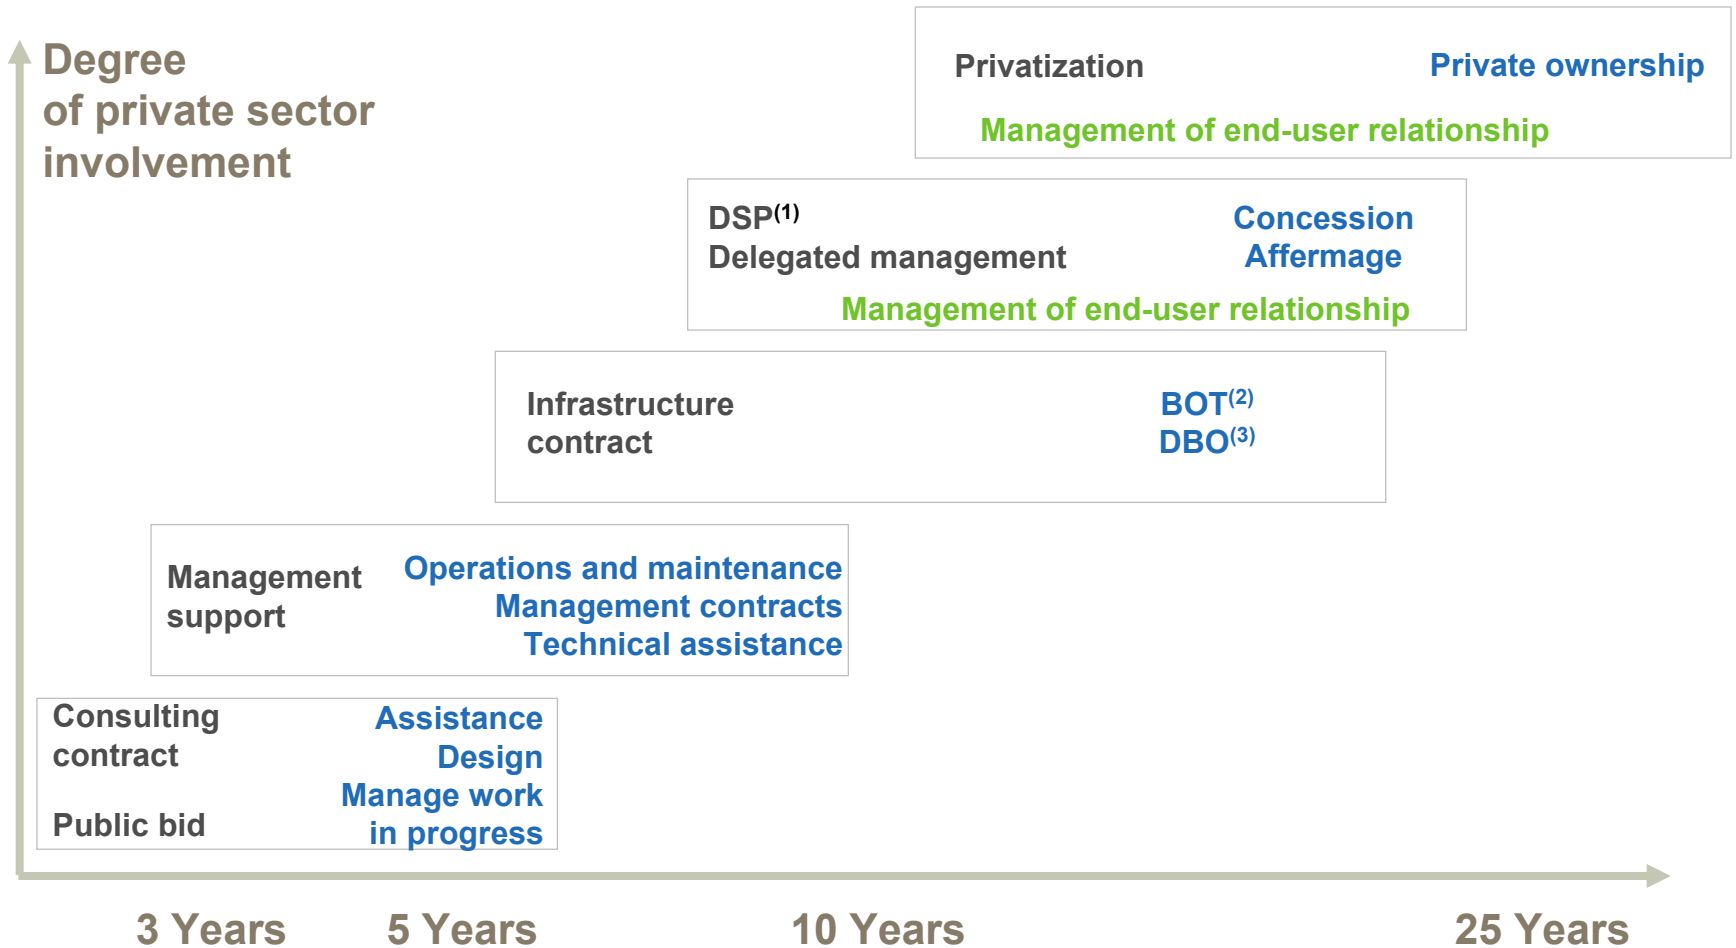 Degree
of private sector
involvement
Privatization
Private ownership
Management of end-user relationship
DSP(1)
Delegated management
Concession
Affermage
Management of end-user relationship
Infrastructure
contract
BOT(2)
DBO(3)
Management
support
Operations and maintenance
Management contracts
Technical assistance
Consulting
contract
Public bid
Assistance
Design
Manage work
in progress
3 Years
5 Years
10 Years
25 Years